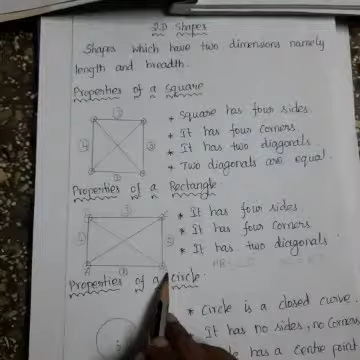 2.D Shapes
Shapes which have two dimensions namely
length and breadth.
Properties of a square
* Square has four sides.
* It has four corners.
* It has two diagonals.
* Two diagonals are equal.
Properties of a Rectangle
* It has four sides.
* It has four corners
* It has two diagonals.
Properties of a circle:
* Circle is a closed curve.
* It has no sides, no corners
has a centre point